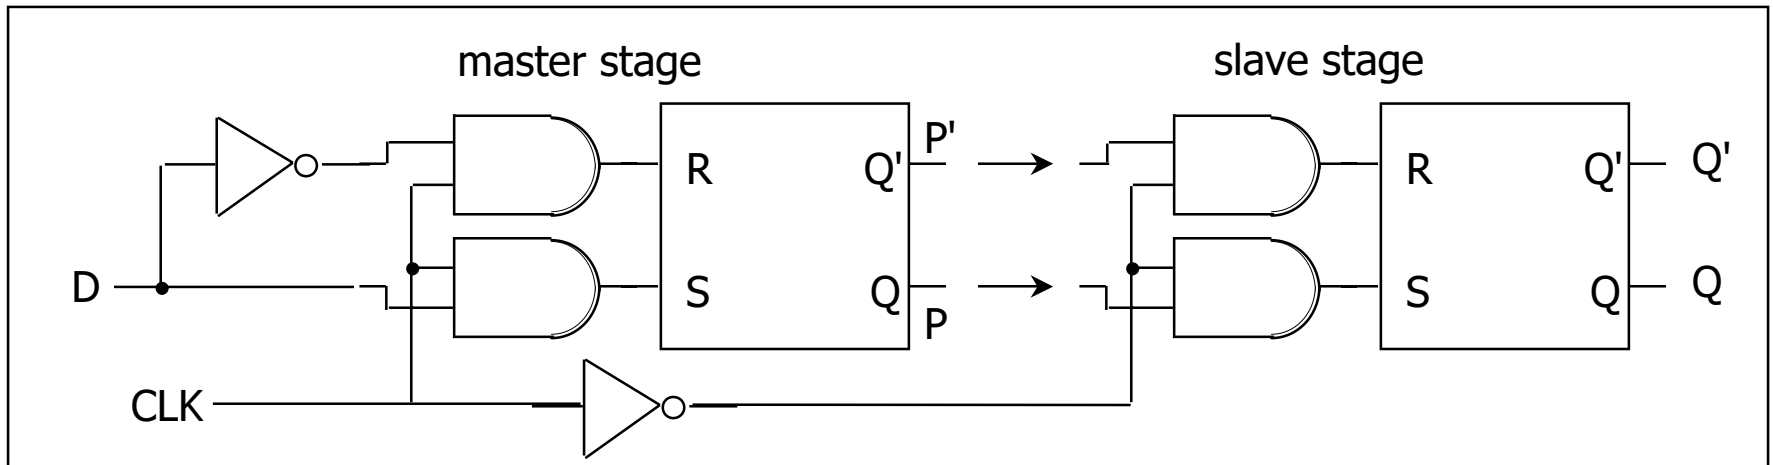 master stage
slave stage
P'
R
Q'
R
Q'
Q'
D
S
Q
P
S
Q
Q
CLK